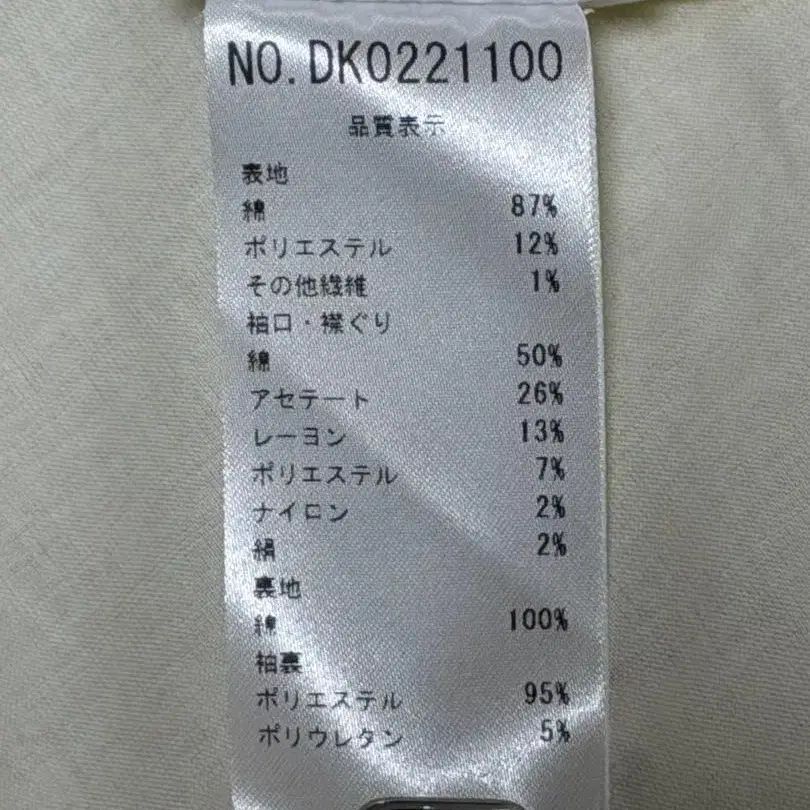 NO.DK0221100
品質表示
表地
綿 87%
ポリエステル 12%
その他繊維 1%
袖口・襟ぐり
綿 50%
アセテート 26%
レーヨン 13%
ポリエステル 7%
ナイロン 2%
絹 2%
裏地
綿 100%
袖裏
ポリエステル 95%
ポリウレタン 5%